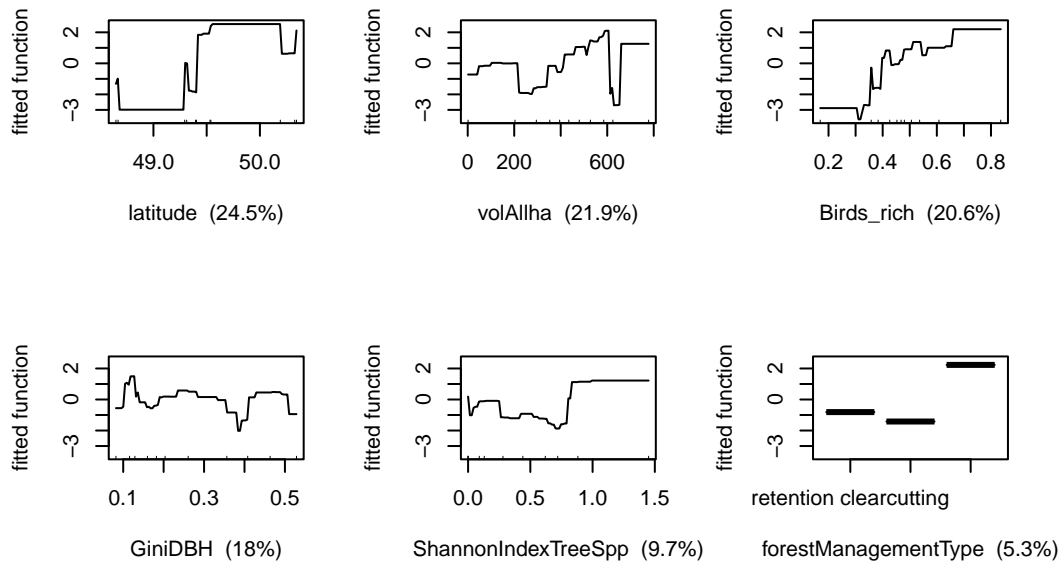 fitted function
2
0
-3
49.0 50.0
latitude (24.5%)
fitted function
2
0
-3
0 200 600
volAllha (21.9%)
fitted function
2
0
-3
0.2 0.4 0.6 0.8
Birds_rich (20.6%)
fitted function
2
0
-3
0.1 0.3 0.5
GiniDBH (18%)
fitted function
2
0
-3
0.0 0.5 1.0 1.5
ShannonIndexTreeSpp (9.7%)
fitted function
2
0
-3
retention clearcutting
forestManagementType (5.3%)